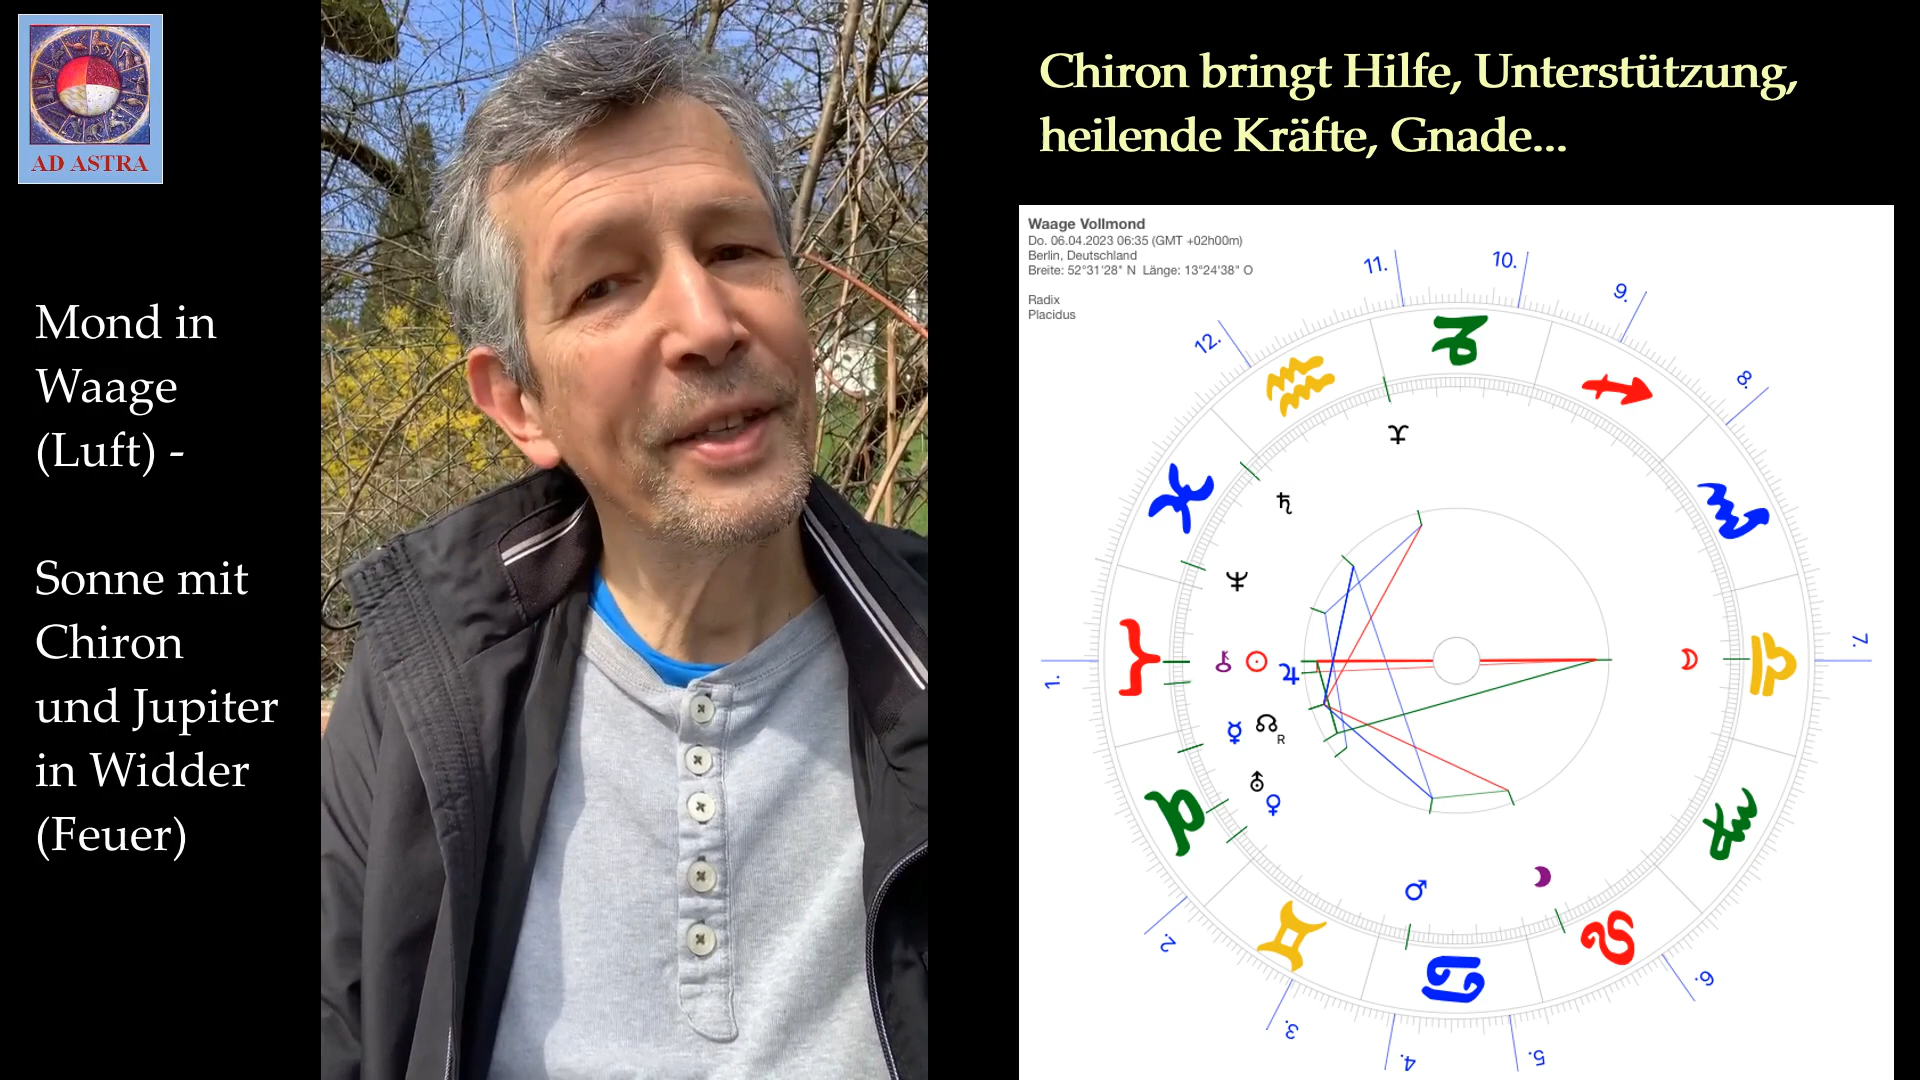 AD ASTRA
Mond in
Waage
(Luft) -
Sonne mit
Chiron
und Jupiter
in Widder
(Feuer)
Chiron bringt Hilfe, Unterstützung,
heilende Kräfte, Gnade...
Waage Vollmond
Do. 06.04.2023 06:35 (GMT +02h00m)
Berlin, Deutschland
Breite: 52°31'28" N Länge: 13°24'38" O
Radix
Placidus
11.
10.
9.
12.
8.
7.
1.
R
2.
6.
3.
4.
5.